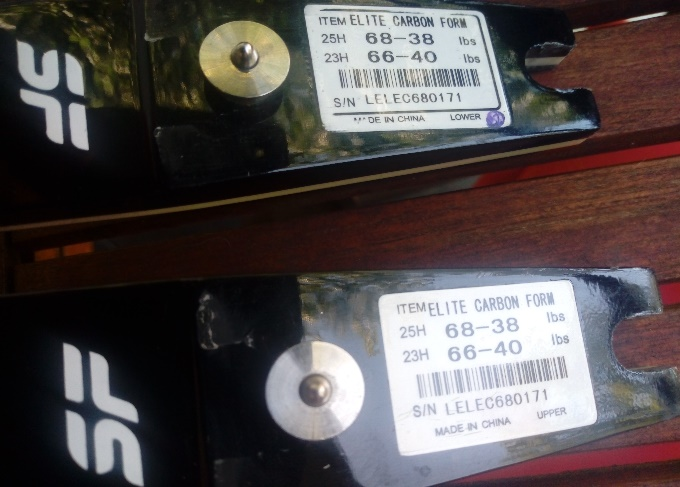 SF
ITEM ELITE CARBON FORM
25H 68-38 lbs
23H 66-40 lbs
S/N LELEC680171
MADE IN CHINA LOWER
SF
ITEM ELITE CARBON FORM
25H 68-38 lbs
23H 66-40 lbs
S/N LELEC680171
MADE IN CHINA UPPER